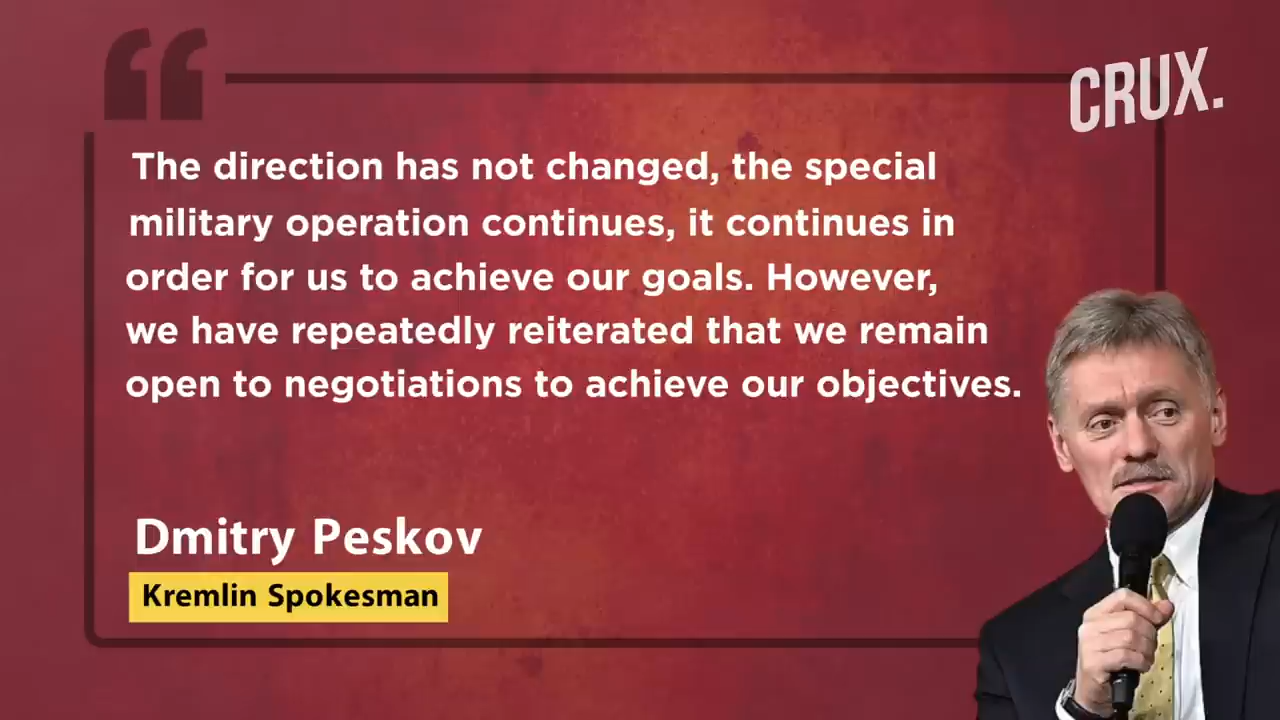 CRUX.
The direction has not changed, the special
military operation continues, it continues in
order for us to achieve our goals. However,
we have repeatedly reiterated that we remain
open to negotiations to achieve our objectives.
Dmitry Peskov
Kremlin Spokesman